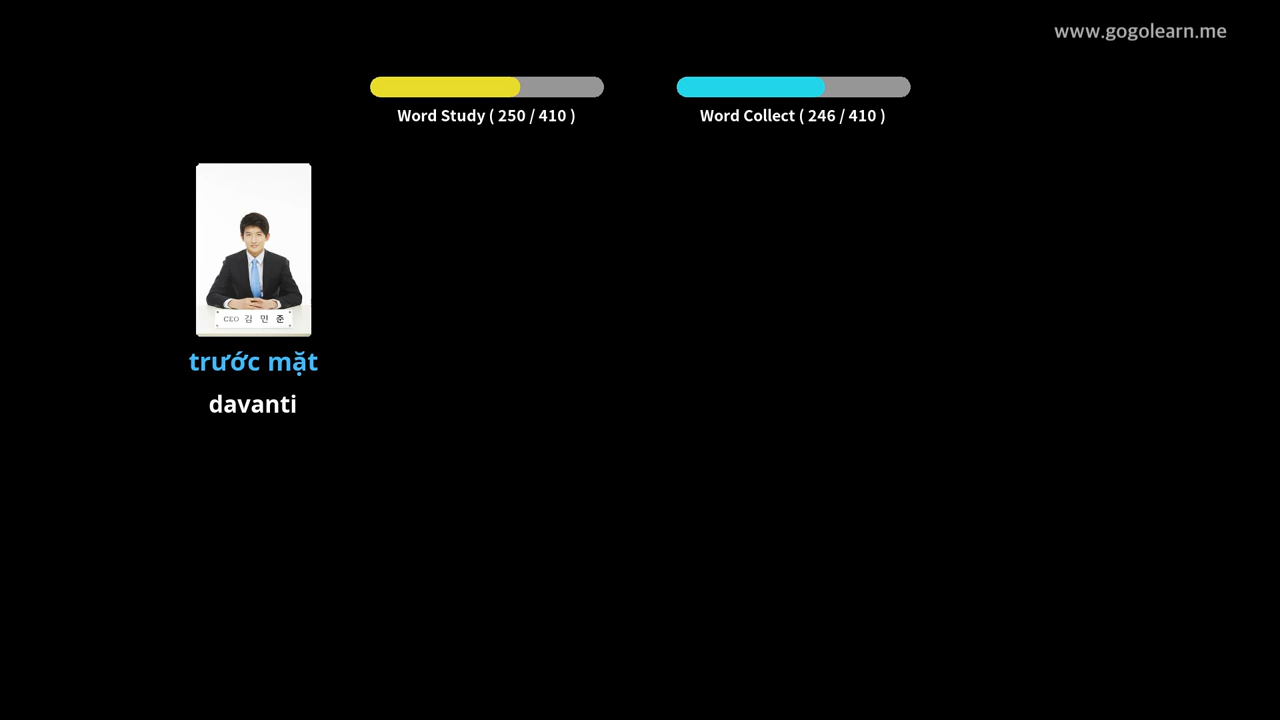 www.gogolearn.me
Word Study ( 250 / 410 )
Word Collect ( 246 / 410 )
CEO 김 민 준
trước mặt
davanti